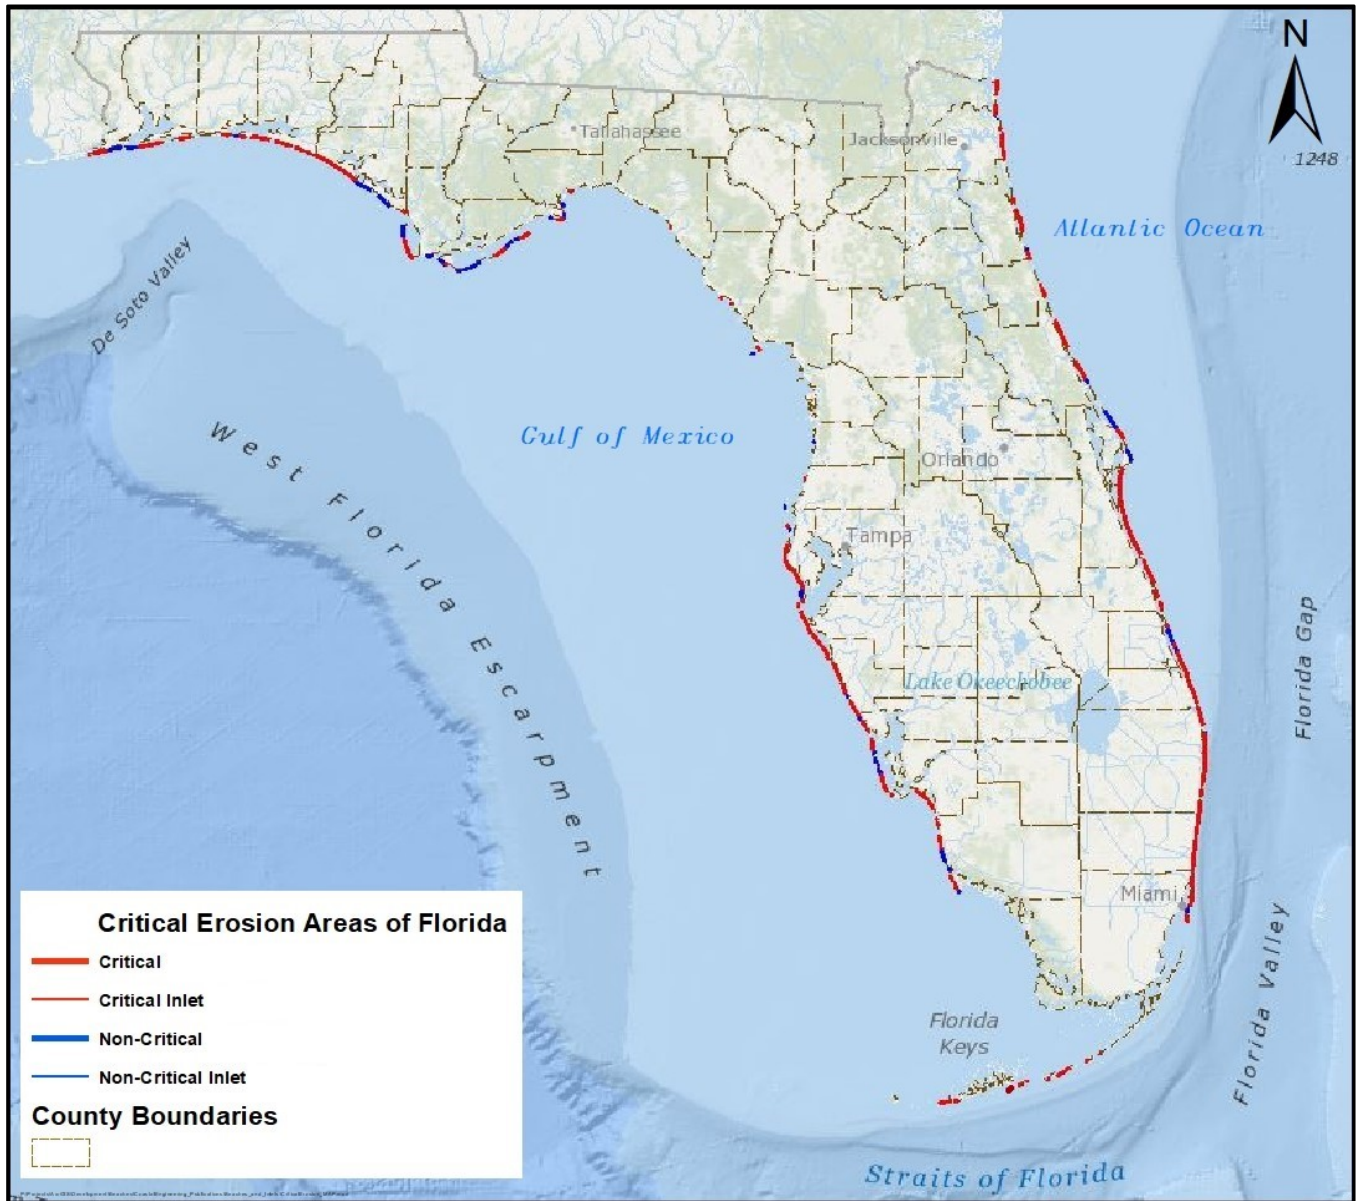 N
1248
Tallahassee
Jacksonville
Atlantic Ocean
De Soto Valley
Gulf of Mexico
West Florida Escarpment
Orlando
Tampa
Florida Gap
Lake Okeechobee
Miami
Critical Erosion Areas of Florida
Critical
Critical Inlet
Non-Critical
Non-Critical Inlet
County Boundaries
Florida
Keys
Florida Valley
Straits of Florida